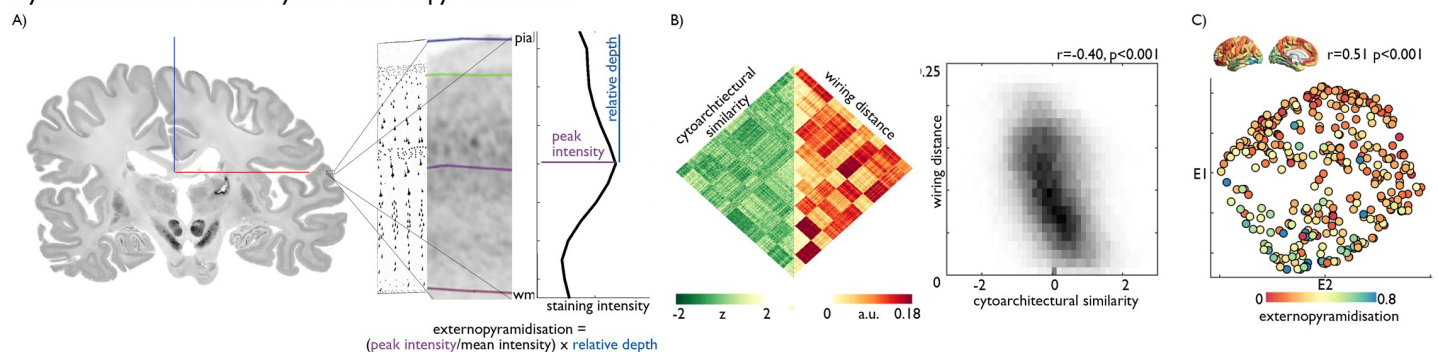 A)
pial
relative depth
peak
intensity
wm
staining intensity
externopyramidisation =
(peak intensity/mean intensity) x relative depth
B)
cytoarchtiectural
similarity
wiring distance
-2 z 2
0 a.u. 0.18
r=-0.40, p<0.001
.25
wiring distance
0
-2 0 2
cytoarchitectural similarity
C)
r=0.51 p<0.001
E1
E2
0 0.8
externopyramidisation